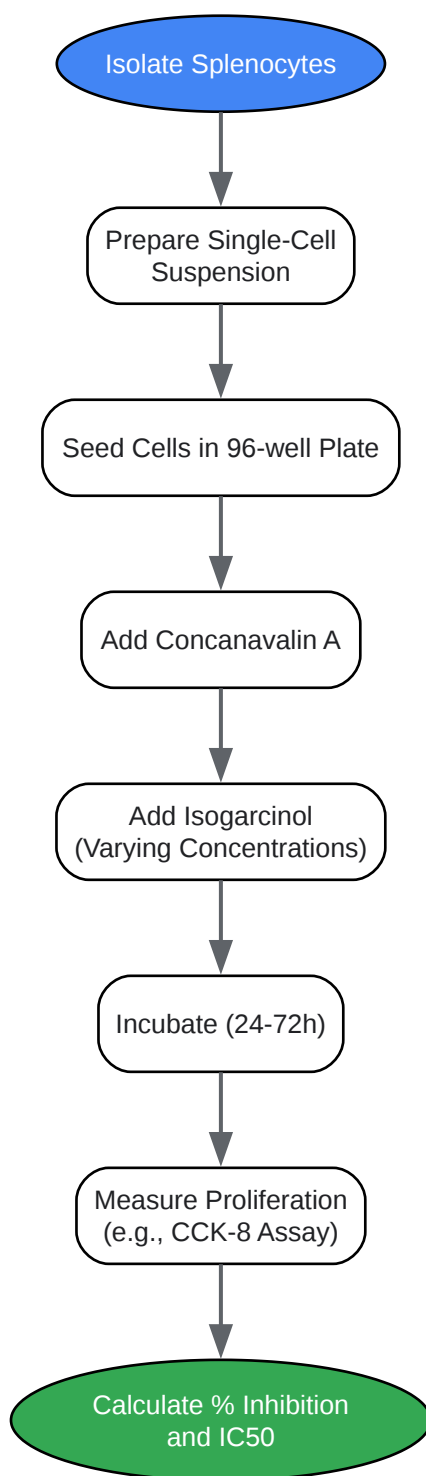 Isolate Splenocytes
Prepare Single-Cell
Suspension
Seed Cells in 96-well Plate
Add Concanavalin A
Add Isogarcinol
(Varying Concentrations)
Incubate (24-72h)
Measure Proliferation
(e.g., CCK-8 Assay)
Calculate % Inhibition
and IC50